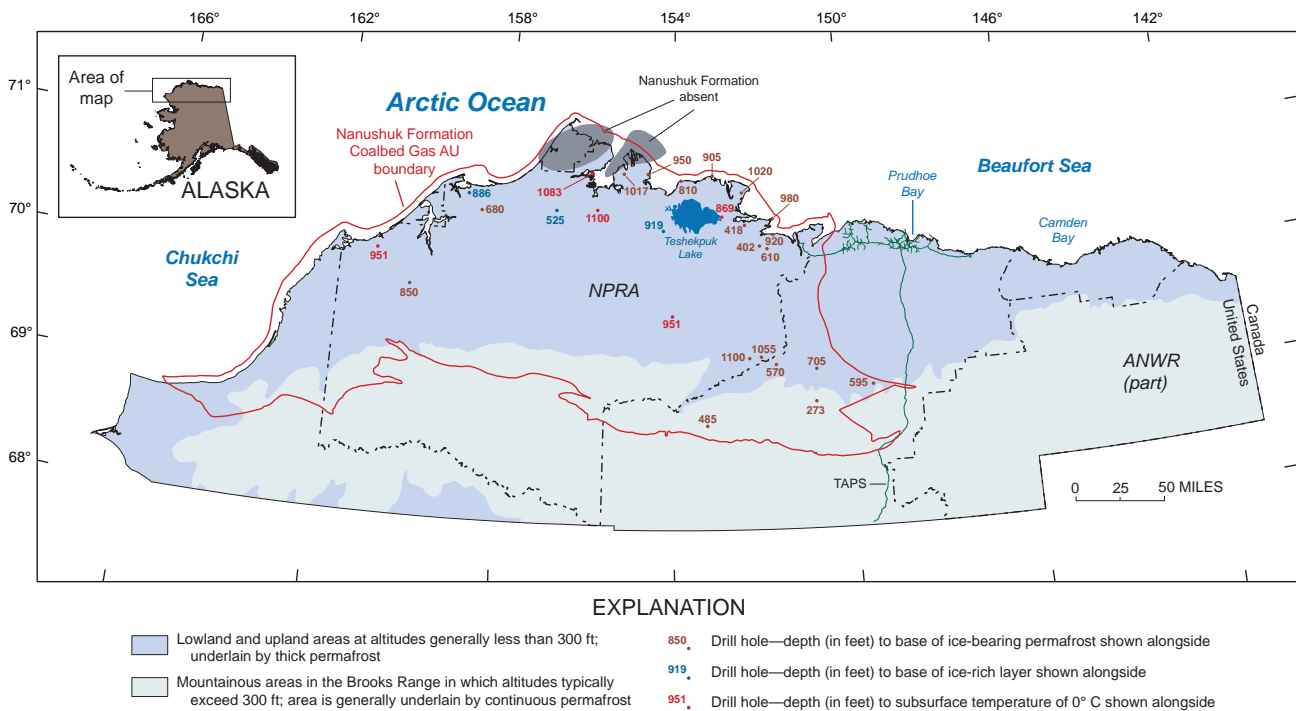 166°
162°
158°
154°
150°
146°
142°
71°
70°
69°
68°
Area of
map
ALASKA
Arctic Ocean
Nanushuk Formation
absent
Nanushuk Formation
Coalbed Gas AU
boundary
Beaufort Sea
Prudhoe
Bay
Camden
Bay
Chukchi
Sea
886
680
525
1083
1100
1017
950
810
905
1020
980
869
418
919
Teshekpuk
Lake
402
920
610
951
850
NPRA
951
1100
1055
570
705
595
273
485
ANWR
(part)
Canada
United States
TAPS
0 25 50 MILES
EXPLANATION
Lowland and upland areas at altitudes generally less than 300 ft;
underlain by thick permafrost
Mountainous areas in the Brooks Range in which altitudes typically
exceed 300 ft; area is generally underlain by continuous permafrost
850 Drill hole—depth (in feet) to base of ice-bearing permafrost shown alongside
919 Drill hole—depth (in feet) to base of ice-rich layer shown alongside
951 Drill hole—depth (in feet) to subsurface temperature of 0° C shown alongside